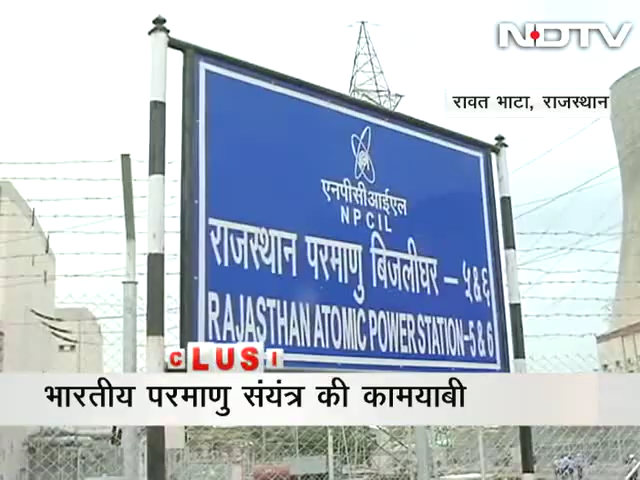 NDTV
रावत भाटा, राजस्थान
एनपीसीआईएल
NPCIL
राजस्थान परमाणु बिजलीघर - ५&६
RAJASTHAN ATOMIC POWER STATION-5 & 6
CLUSI
भारतीय परमाणु संयंत्र की कामयाबी